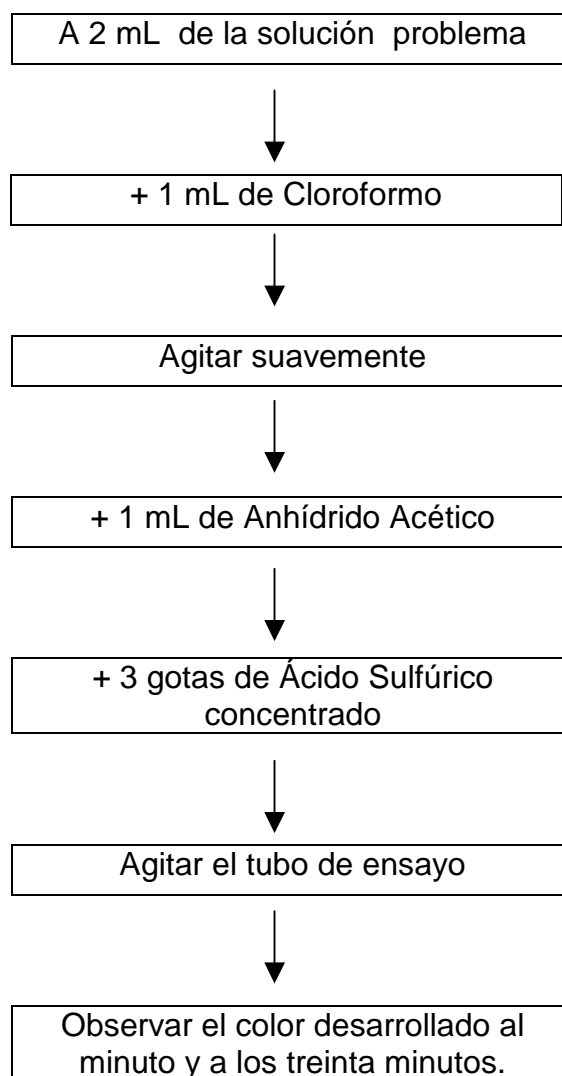 A 2 mL de la solución problema
+ 1 mL de Cloroformo
Agitar suavemente
+ 1 mL de Anhídrido Acético
+ 3 gotas de Ácido Sulfúrico
concentrado
Agitar el tubo de ensayo
Observar el color desarrollado al
minuto y a los treinta minutos.